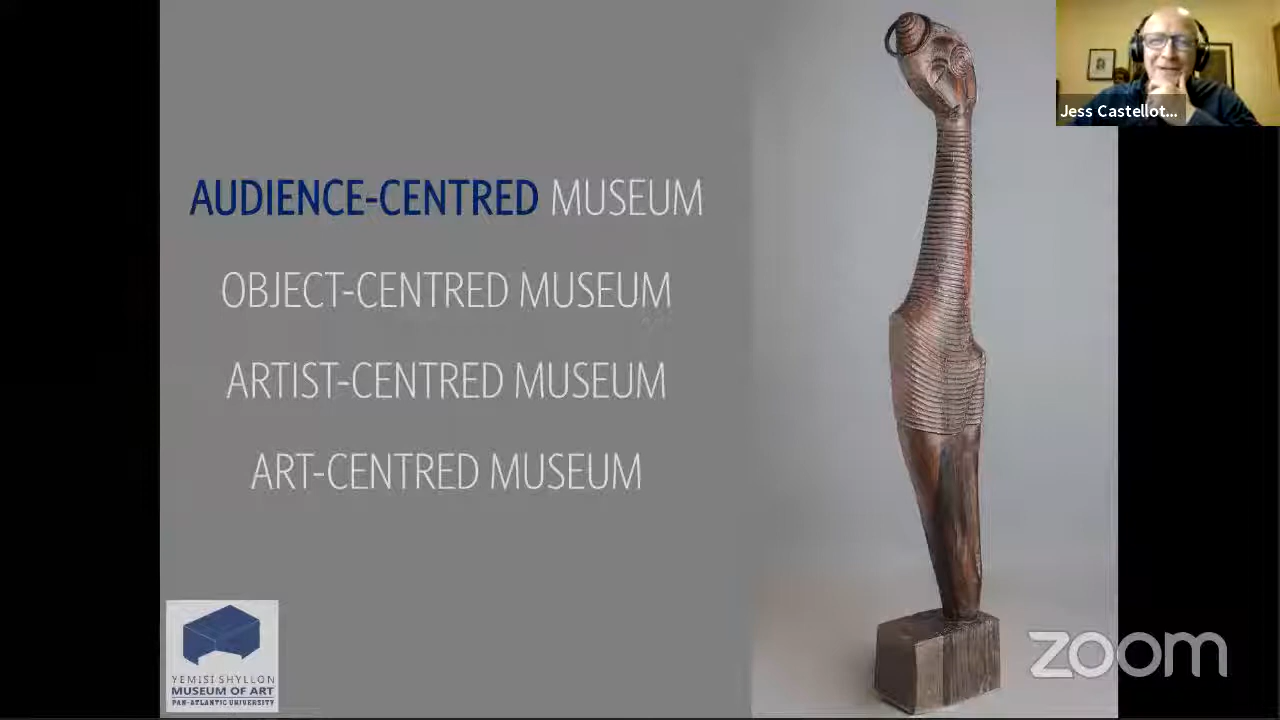 Jess Castellot...
AUDIENCE-CENTRED MUSEUM
OBJECT-CENTRED MUSEUM
ARTIST-CENTRED MUSEUM
ART-CENTRED MUSEUM
YEMISI SHYLLON
MUSEUM OF ART
PAN-ATLANTIC UNIVERSITY
zoom